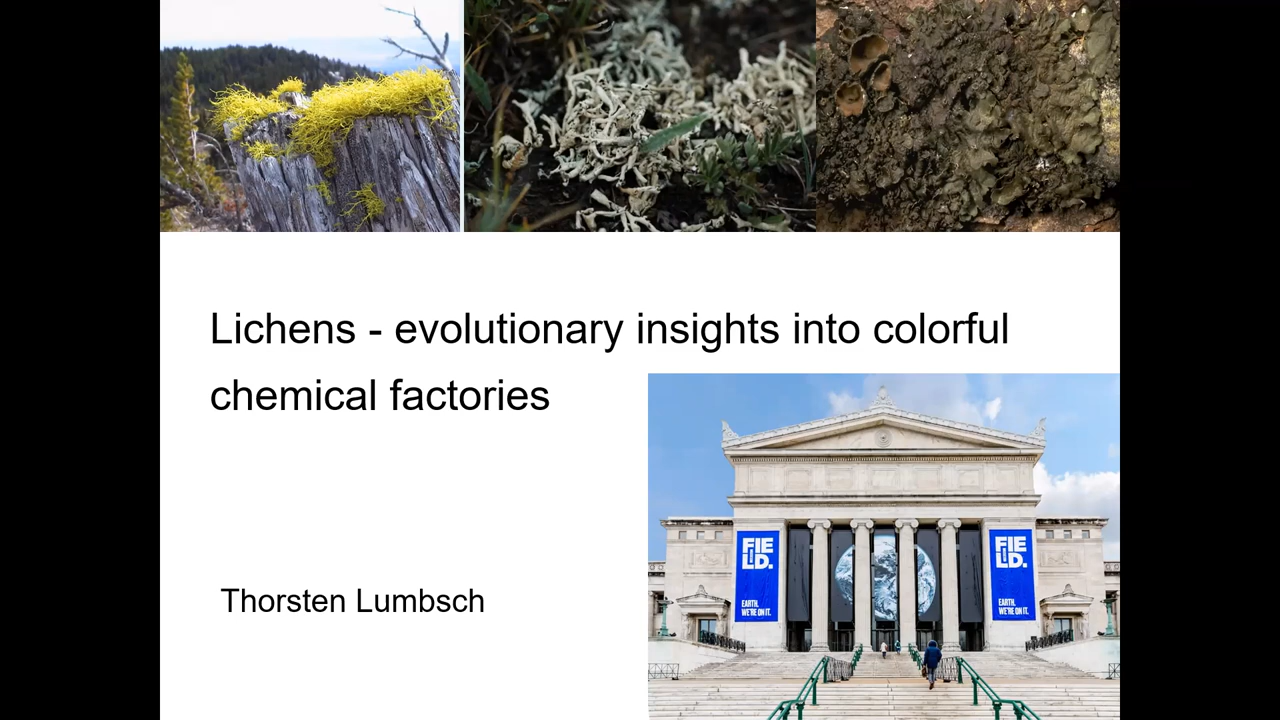 Lichens - evolutionary insights into colorful
chemical factories
Thorsten Lumbsch
FIE
LD.
EARTH.
WE'RE ON IT.
FIE
LD.
EARTH.
WE'RE ON IT.